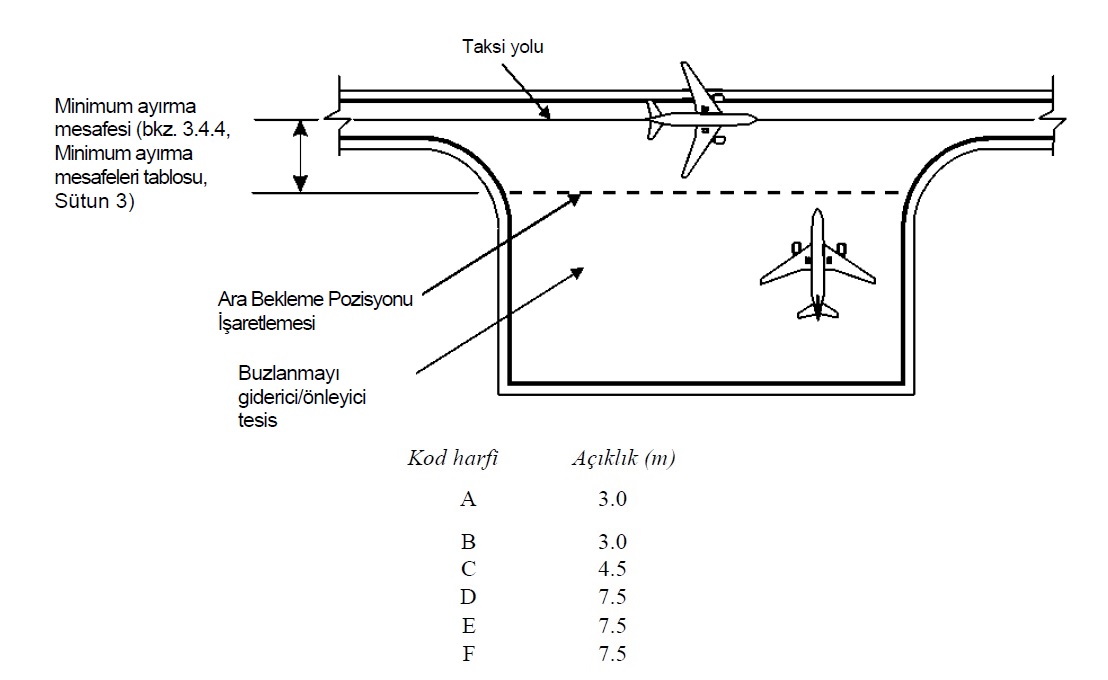 Taksi yolu
Minimum ayırma
mesafesi (bkz. 3.4.4,
Minimum ayırma
mesafeleri tablosu,
Sütun 3)
Ara Bekleme Pozisyonu
İşaretlemesi
Buzlanmayı
giderici/önleyici
tesis
Kod harfi Açıklık (m)
A 3.0
B 3.0
C 4.5
D 7.5
E 7.5
F 7.5